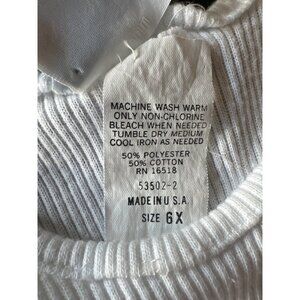 MACHINE WASH WARM
ONLY NON-CHLORINE
BLEACH WHEN NEEDED
TUMBLE DRY MEDIUM
COOL IRON AS NEEDED
50% POLYESTER
50% COTTON
RN 16518
53502-2
MADE IN U.S.A.
SIZE 6X